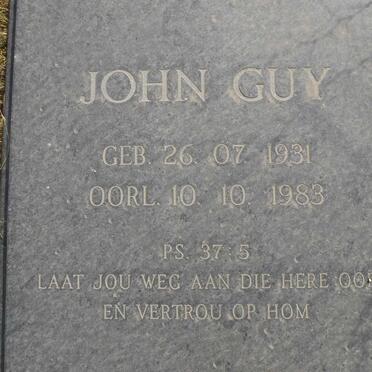 JOHN GUY
GEB. 26. 07. 1931
OORL. 10. 10. 1983
PS. 37:5
LAAT JOU WEG AAN DIE HERE OOR
EN VERTROU OP HOM